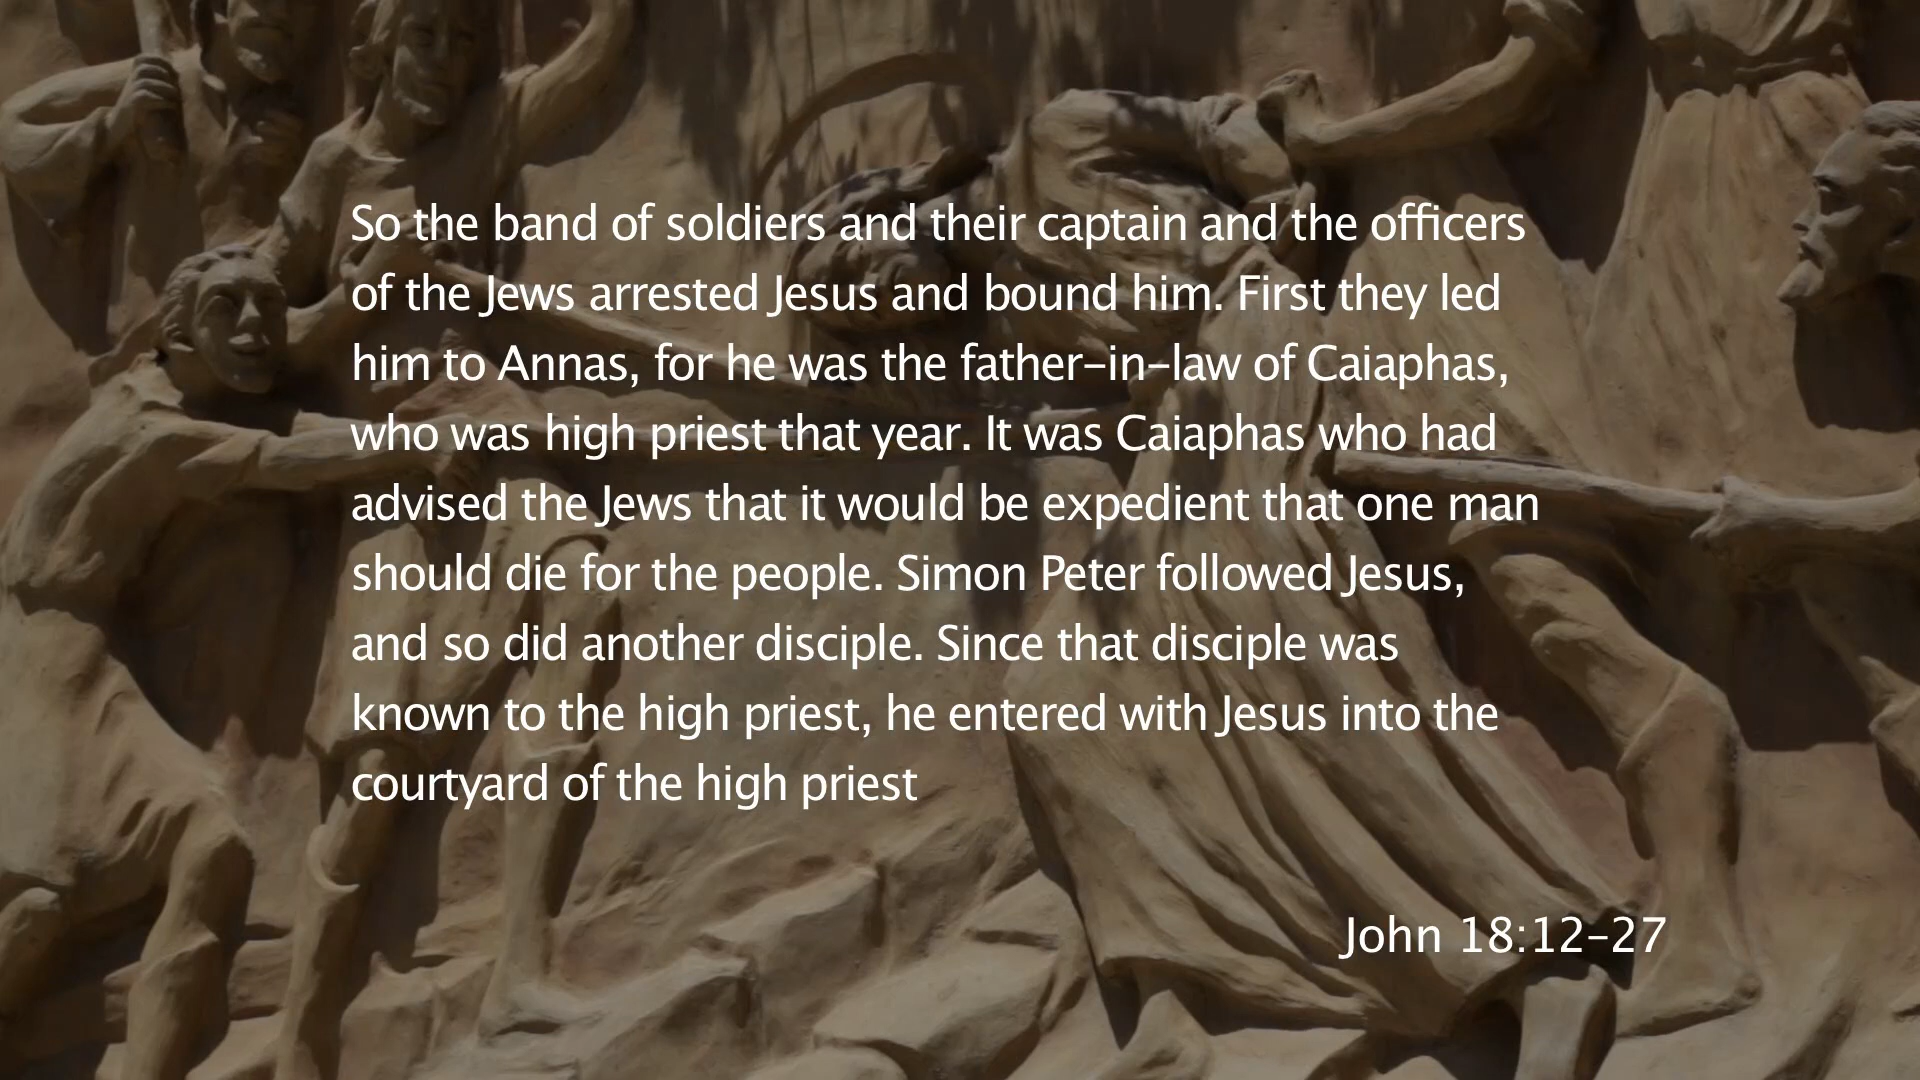 So the band of soldiers and their captain and the officers
of the Jews arrested Jesus and bound him. First they led
him to Annas, for he was the father-in-law of Caiaphas,
who was high priest that year. It was Caiaphas who had
advised the Jews that it would be expedient that one man
should die for the people. Simon Peter followed Jesus,
and so did another disciple. Since that disciple was
known to the high priest, he entered with Jesus into the
courtyard of the high priest
John 18:12-27